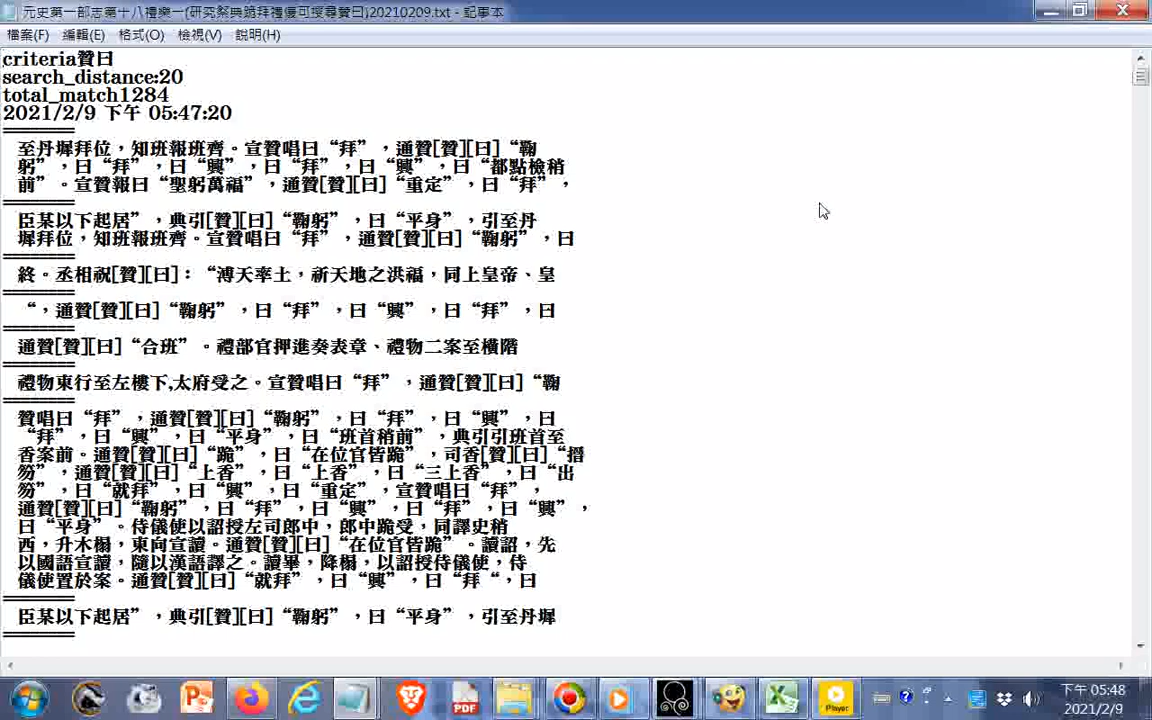 元史第一部志第十八禮樂一(研究祭典跪拜禮儀可搜尋贊曰)20210209.txt - 記事本
檔案(F) 編輯(E) 格式(O) 檢視(V) 說明(H)
criteria贊曰
search_distance:20
total_match1284
2021/2/9 下午 05:47:20
========
至丹墀拜位，知班報班齊。宣贊唱曰“拜”，通贊[贊][曰]“鞠
躬”，曰“拜”，曰“興”，曰“拜”，曰“興”，曰“都點檢稍
前”。宣贊報曰“聖躬萬福”，通贊[贊][曰]“重定”，曰“拜”，
========
臣某以下起居”，典引[贊][曰]“鞠躬”，曰“平身”，引至丹
墀拜位，知班報班齊。宣贊唱曰“拜”，通贊[贊][曰]“鞠躬”，曰
========
終。丞相祝[贊][曰]：“溥天率土，祈天地之洪福，同上皇帝、皇
========
“，通贊[贊][曰]“鞠躬”，曰“拜”，曰“興”，曰“拜”，曰
========
通贊[贊][曰]“合班”。禮部官押進奏表章、禮物二案至橫階
========
禮物東行至左樓下,太府受之。宣贊唱曰“拜”，通贊[贊][曰]“鞠
========
贊唱曰“拜”，通贊[贊][曰]“鞠躬”，曰“拜”，曰“興”，曰
“拜”，曰“興”，曰“平身”，曰“班首稍前”，典引引班首至
香案前。通贊[贊][曰]“跪”，曰“在位官皆跪”，司香[贊][曰]“搢
笏”，通贊[贊][曰]“上香”，曰“上香”，曰“三上香”，曰“出
笏”，曰“就拜”，曰“興”，曰“重定”，宣贊唱曰“拜”，
通贊[贊][曰]“鞠躬”，曰“拜”，曰“興”，曰“拜”，曰“興”，
曰“平身”。侍儀使以詔授左司郎中，郎中跪受，同譯史稍
西，升木榻，東向宣讀。通贊[贊][曰]“在位官皆跪”。讀詔，先
以國語宣讀，隨以漢語譯之。讀畢，降榻，以詔授侍儀使，侍
儀使置於案。通贊[贊][曰]“就拜”，曰“興”，曰“拜“，曰
========
臣某以下起居”，典引[贊][曰]“鞠躬”，曰“平身”，引至丹墀
========
PDF
Player
下午 05:48
2021/2/9